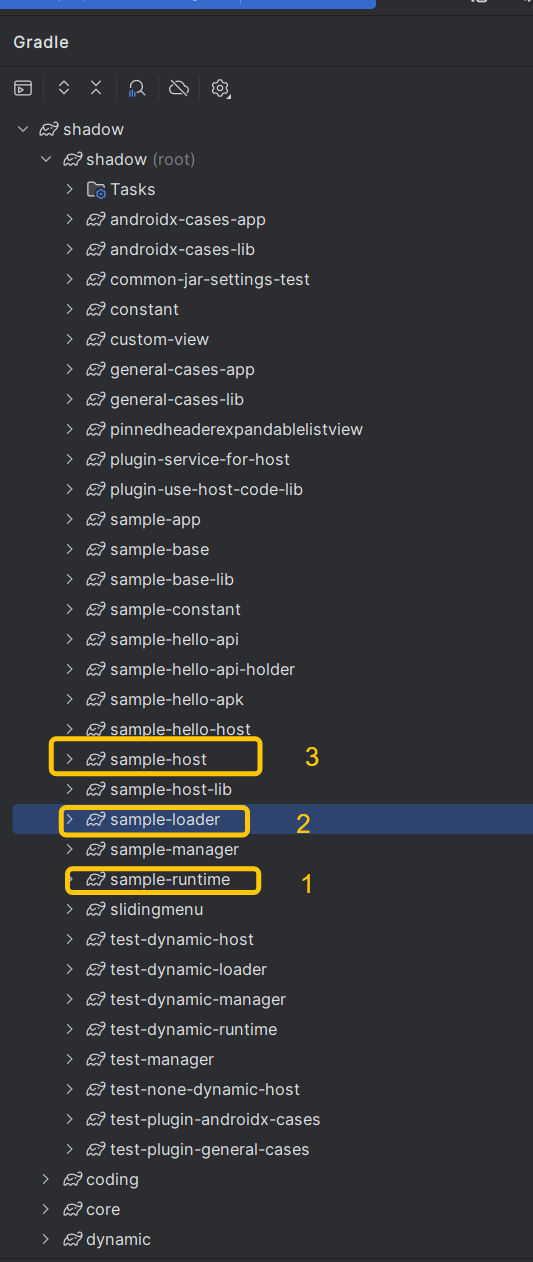 Gradle
shadow
shadow (root)
Tasks
androidx-cases-app
androidx-cases-lib
common-jar-settings-test
constant
custom-view
general-cases-app
general-cases-lib
pinnedheaderexpandablelistview
plugin-service-for-host
plugin-use-host-code-lib
sample-app
sample-base
sample-base-lib
sample-constant
sample-hello-api
sample-hello-api-holder
sample-hello-apk
sample-hello-host
sample-host 3
sample-host-lib
sample-loader 2
sample-manager
sample-runtime 1
slidingmenu
test-dynamic-host
test-dynamic-loader
test-dynamic-manager
test-dynamic-runtime
test-manager
test-none-dynamic-host
test-plugin-androidx-cases
test-plugin-general-cases
coding
core
dynamic